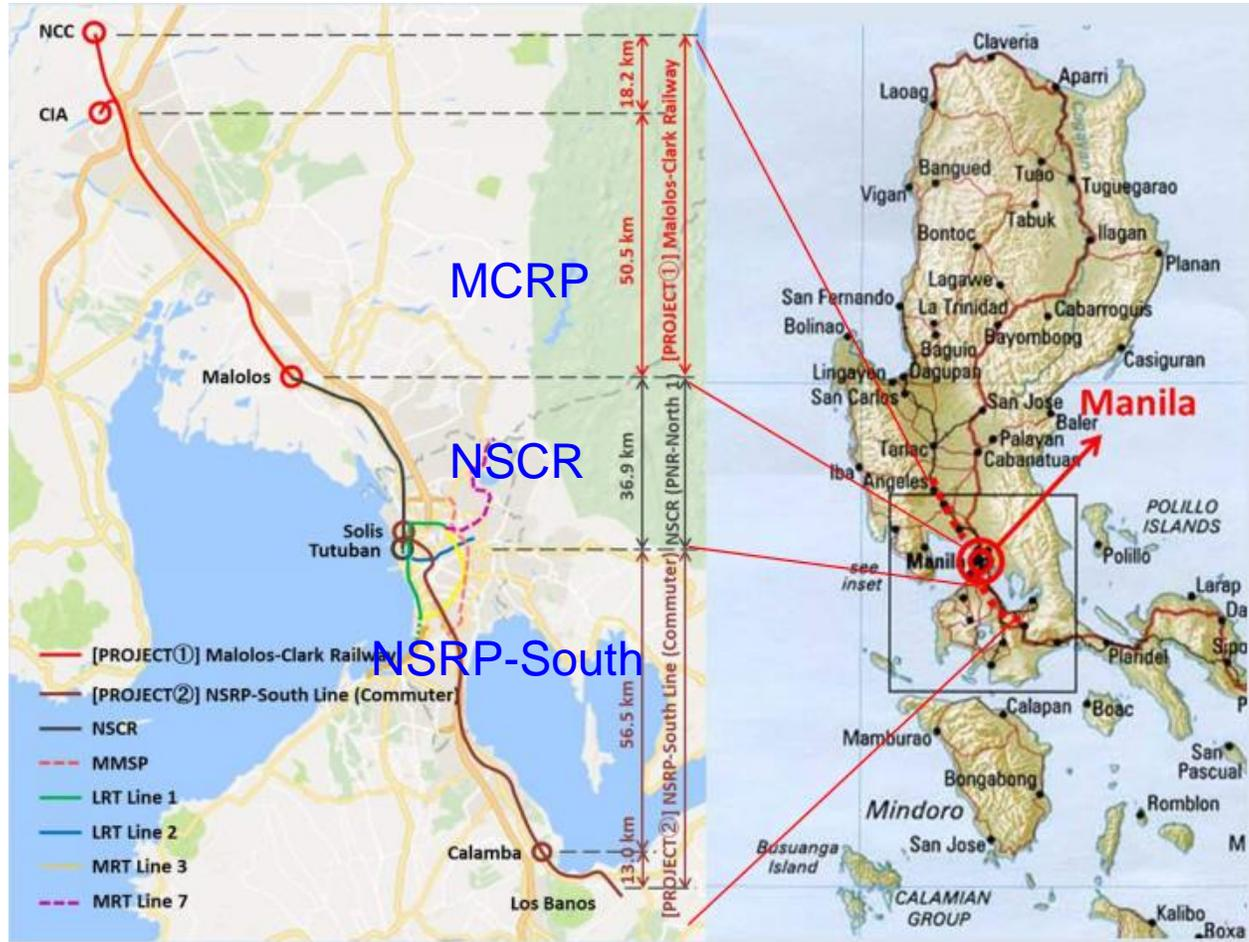 NCC
CIA
Malolos
Solis
Tutuban
Calamba
Los Banos
MCRP
NSCR
NSRP-South
18.2 km
50.5 km
36.9 km
56.5 km
13.0 km
[PROJECT①] Malolos-Clark Railway
NSCR (PNR-North 1)
[PROJECT②] NSRP-South Line (Commuter)
[PROJECT①] Malolos-Clark Railway
[PROJECT②] NSRP-South Line (Commuter)
NSCR
MMSP
LRT Line 1
LRT Line 2
MRT Line 3
MRT Line 7
Claveria
Aparri
Laoag
Bangued
Tuao
Vigan
Tuguegarao
Tabuk
Bontoc
Ilagan
Planan
Lagawe
San Fernando
La Trinidad
Cabarroguis
Bolinao
Bayombong
Baguio
Casiguran
Lingayen
Dagupan
San Carlos
San Jose
Manila
Baler
Tarlac
Palayan
Cabanatuan
Iba
Angeles
POLILLO
ISLANDS
Manila
Polillo
see
inset
Larap
Da
Sipo
Plaridel
Calapan
Boac
P
Mamburao
San
Pascual
Bongabong
Romblon
Mindoro
San Jose
M
Busuanga
Island
CALAMIAN
GROUP
Kalibo
Roxa